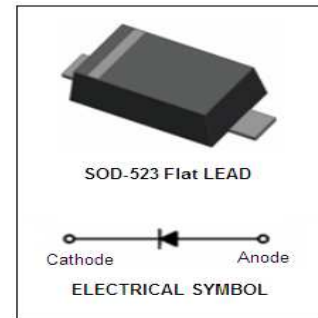 SOD-523 Flat LEAD
Cathode Anode
ELECTRICAL SYMBOL